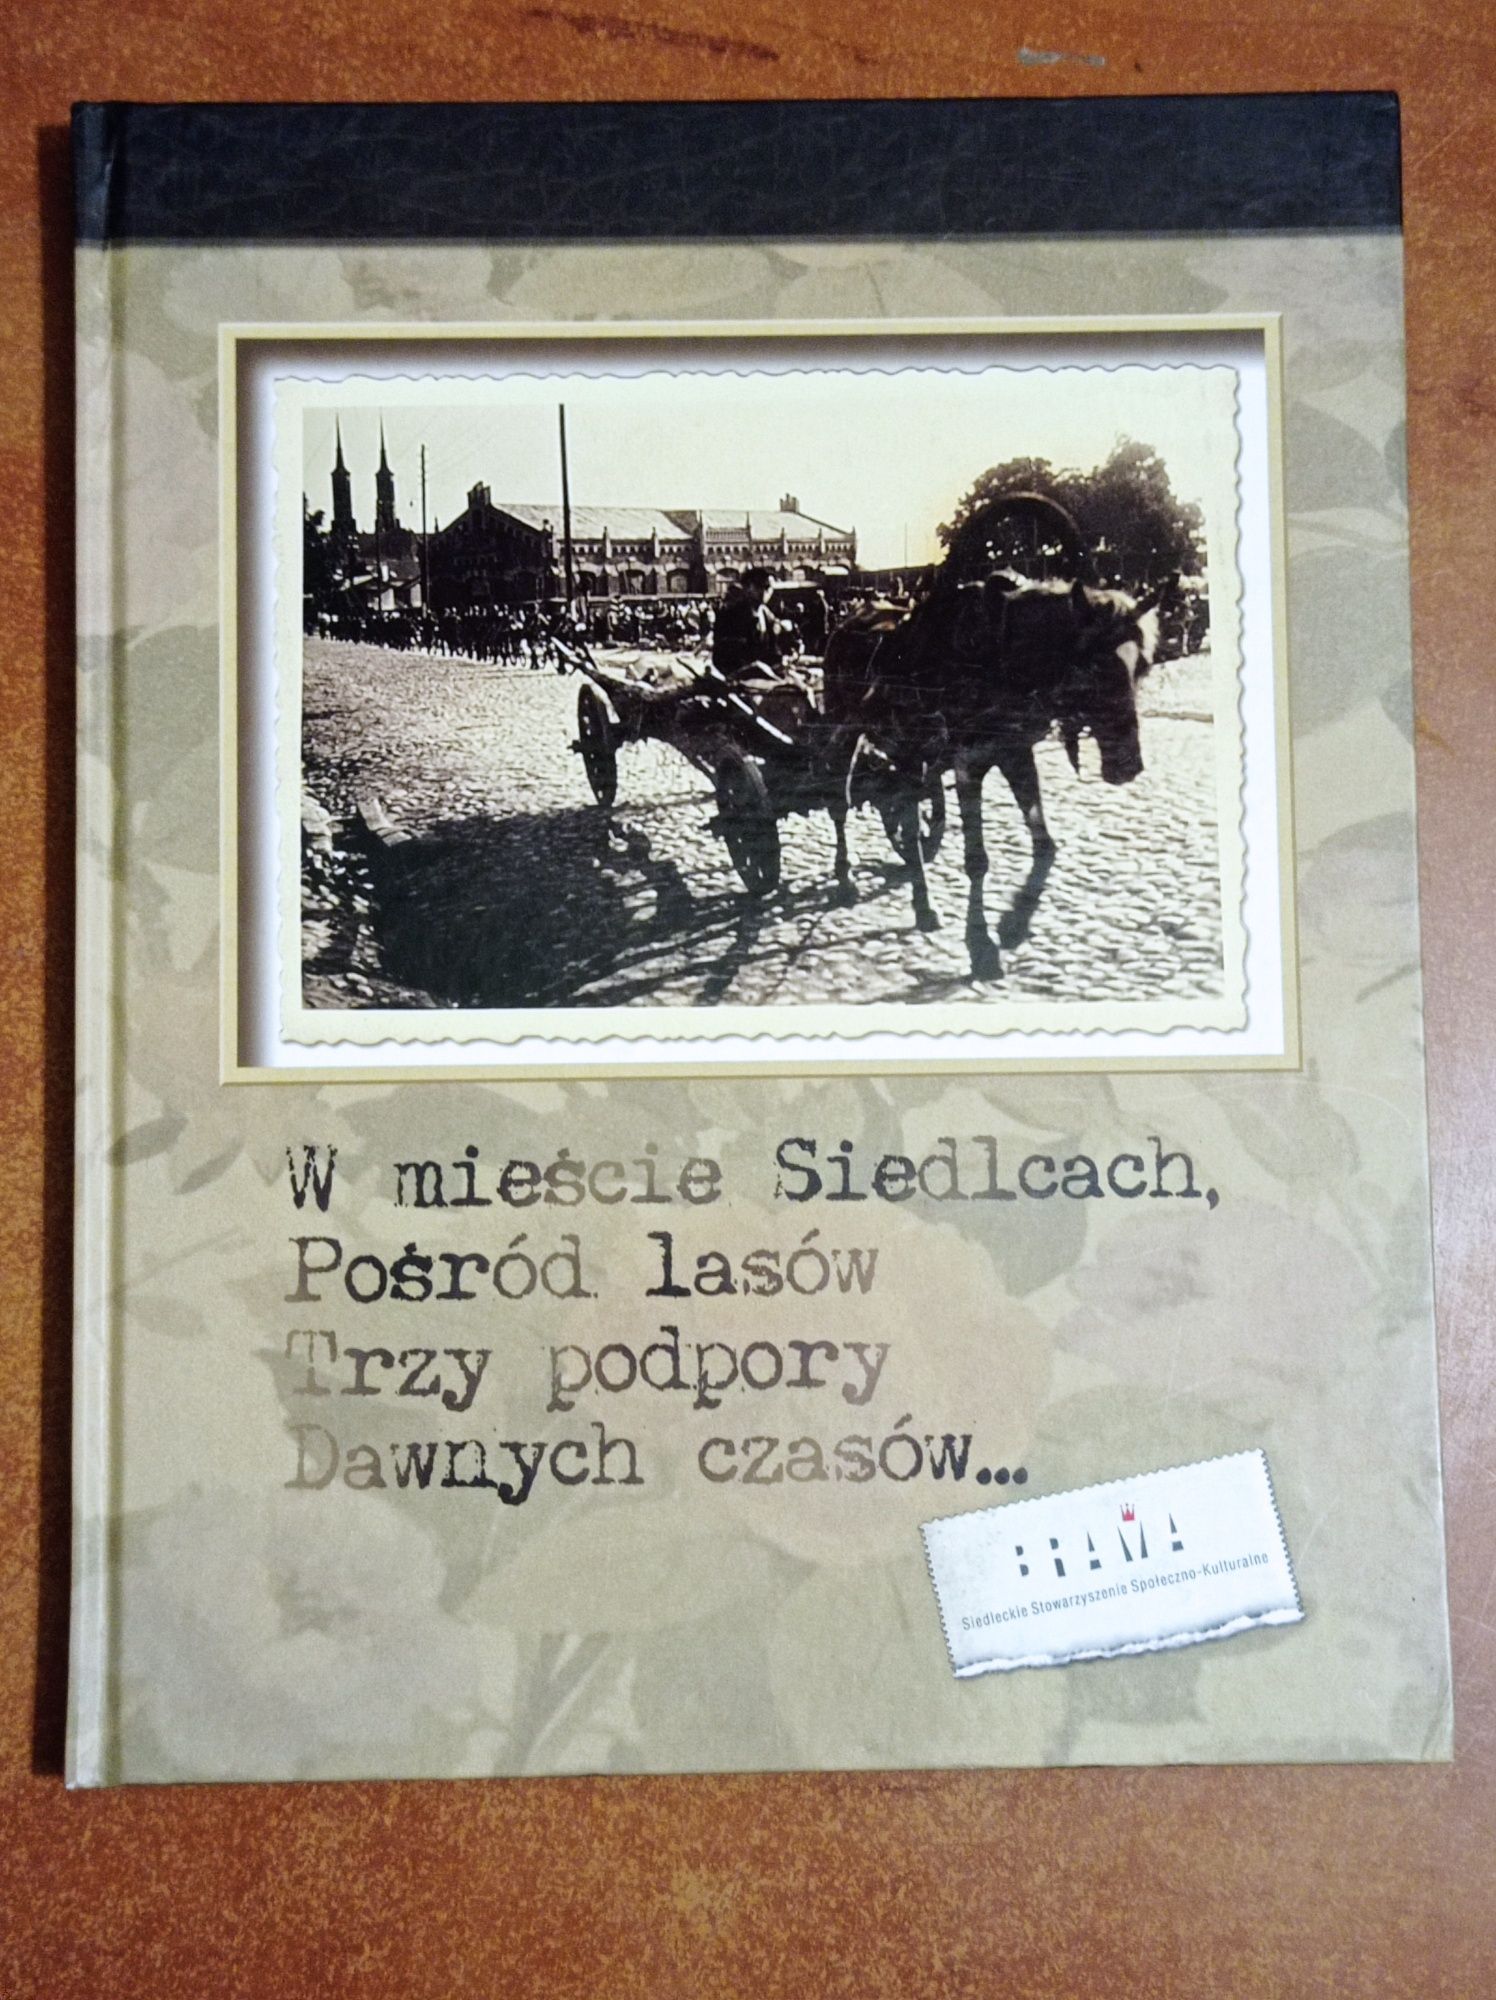 W mieście Siedlcach,
Pośród lasów
Trzy podpory
Dawnych czasów...
BRAMA
Siedleckie Stowarzyszenie Społeczno-Kulturalne